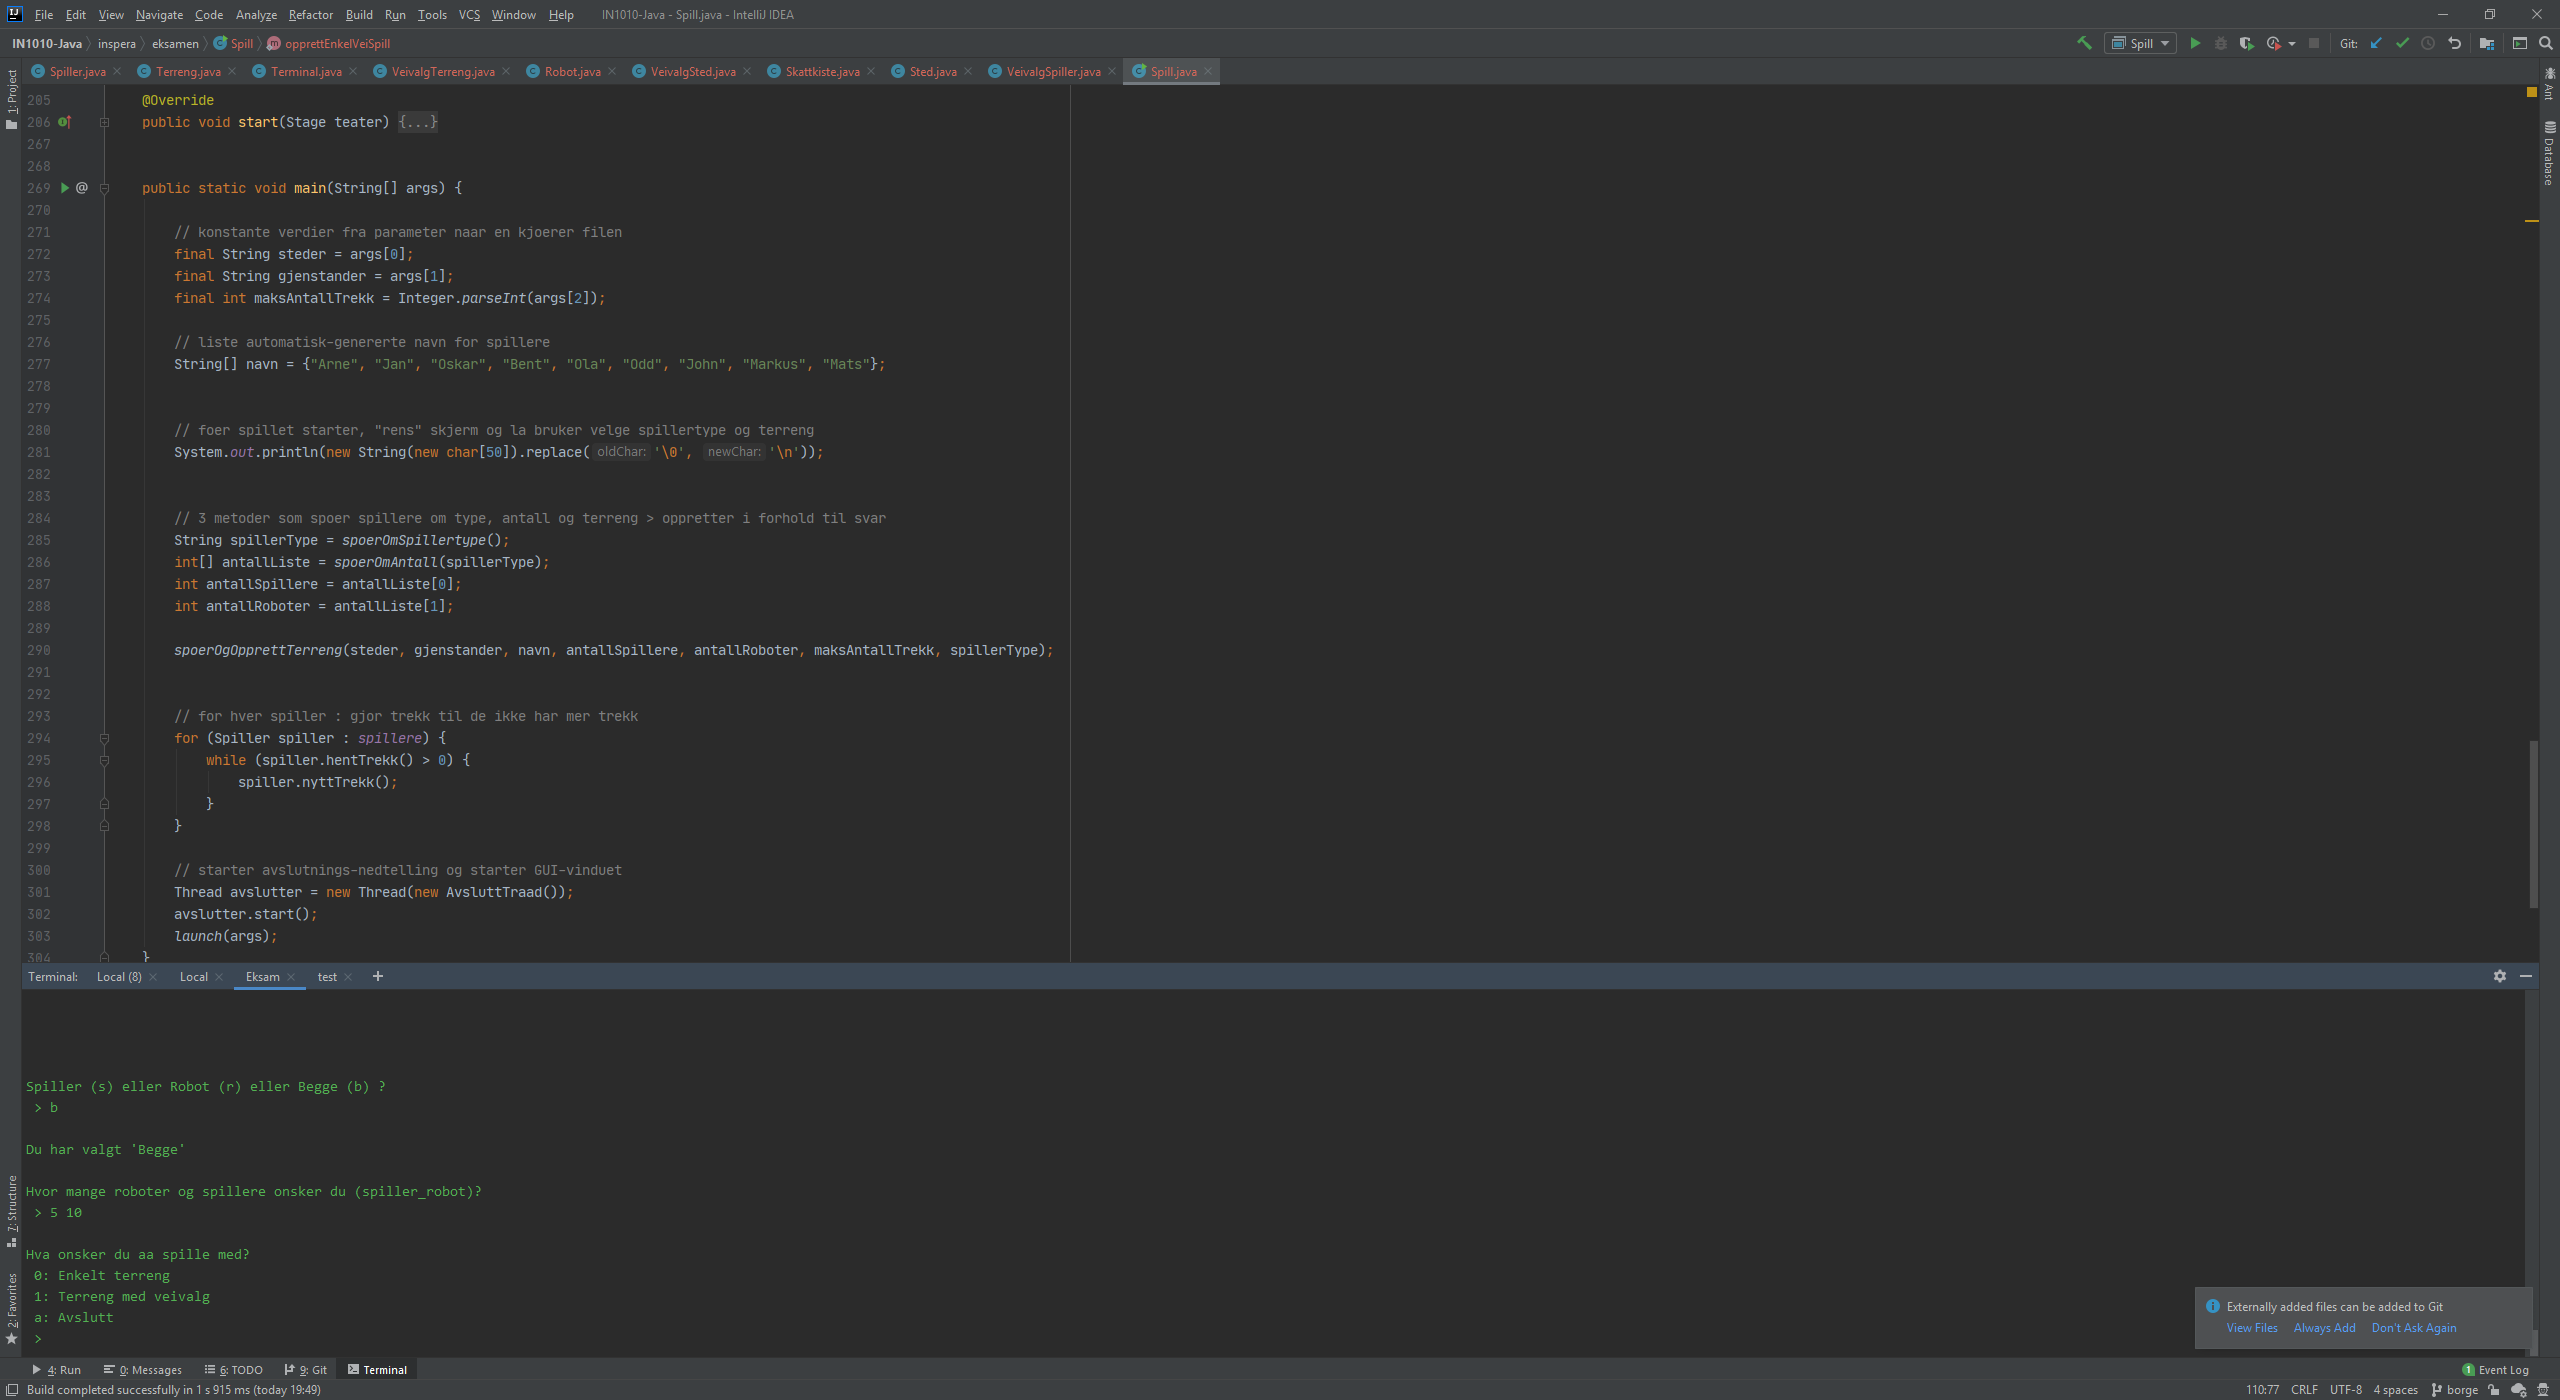 File Edit View Navigate Code Analyze Refactor Build Run Tools VCS Window Help IN1010-Java - Spill.java - IntelliJ IDEA
IN1010-Java inspera eksamen Spill opprettEnkelVeiSpill Spill Git:
Spiller.java Terreng.java Terminal.java VeivalgTerreng.java Robot.java VeivalgSted.java Skattkiste.java Sted.java VeivalgSpiller.java Spill.java
1: Project
Ant
Database
205 @Override
206 public void start(Stage teater) {...}
267
268
269 @ public static void main(String[] args) {
270
271 // konstante verdier fra parameter naar en kjoerer filen
272 final String steder = args[0];
273 final String gjenstander = args[1];
274 final int maksAntallTrekk = Integer.parseInt(args[2]);
275
276 // liste automatisk-genererte navn for spillere
277 String[] navn = {"Arne", "Jan", "Oskar", "Bent", "Ola", "Odd", "John", "Markus", "Mats"};
278
279
280 // foer spillet starter, "rens" skjerm og la bruker velge spillertype og terreng
281 System.out.println(new String(new char[50]).replace( oldChar: '\0', newChar: '\n'));
282
283
284 // 3 metoder som spoer spillere om type, antall og terreng > oppretter i forhold til svar
285 String spillerType = spoerOmSpillertype();
286 int[] antallListe = spoerOmAntall(spillerType);
287 int antallSpillere = antallListe[0];
288 int antallRoboter = antallListe[1];
289
290 spoerOgOpprettTerreng(steder, gjenstander, navn, antallSpillere, antallRoboter, maksAntallTrekk, spillerType);
291
292
293 // for hver spiller : gjor trekk til de ikke har mer trekk
294 for (Spiller spiller : spillere) {
295 while (spiller.hentTrekk() > 0) {
296 spiller.nyttTrekk();
297 }
298 }
299
300 // starter avslutnings-nedtelling og starter GUI-vinduet
301 Thread avslutter = new Thread(new AvsluttTraad());
302 avslutter.start();
303 launch(args);
304 }
Terminal: Local (8) Local Eksam test +
Spiller (s) eller Robot (r) eller Begge (b) ?
> b
Du har valgt 'Begge'
Hvor mange roboter og spillere onsker du (spiller_robot)?
> 5 10
Hva onsker du aa spille med?
0: Enkelt terreng
1: Terreng med veivalg
a: Avslutt
>
7: Structure
2: Favorites
Externally added files can be added to Git
View Files Always Add Don't Ask Again
4: Run 0: Messages 6: TODO 9: Git Terminal 1 Event Log
Build completed successfully in 1 s 915 ms (today 19:49) 110:77 CRLF UTF-8 4 spaces borge